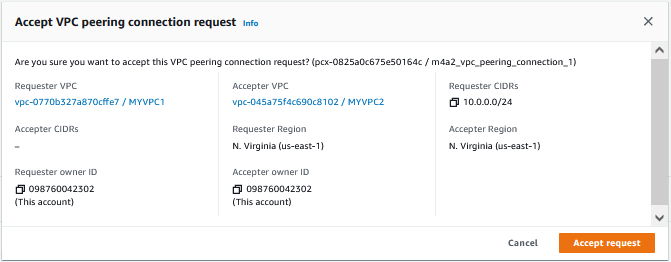 Accept VPC peering connection request Info
Are you sure you want to accept this VPC peering connection request? (pcx-0825a0c675e50164c / m4a2_vpc_peering_connection_1)
Requester VPC
vpc-0770b327a870cffe7 / MYVPC1
Accepter VPC
vpc-045a75f4c690c8102 / MYVPC2
Requester CIDRs
10.0.0.0/24
Accepter CIDRs
–
Requester Region
N. Virginia (us-east-1)
Accepter Region
N. Virginia (us-east-1)
Requester owner ID
098760042302
(This account)
Accepter owner ID
098760042302
(This account)
Cancel
Accept request